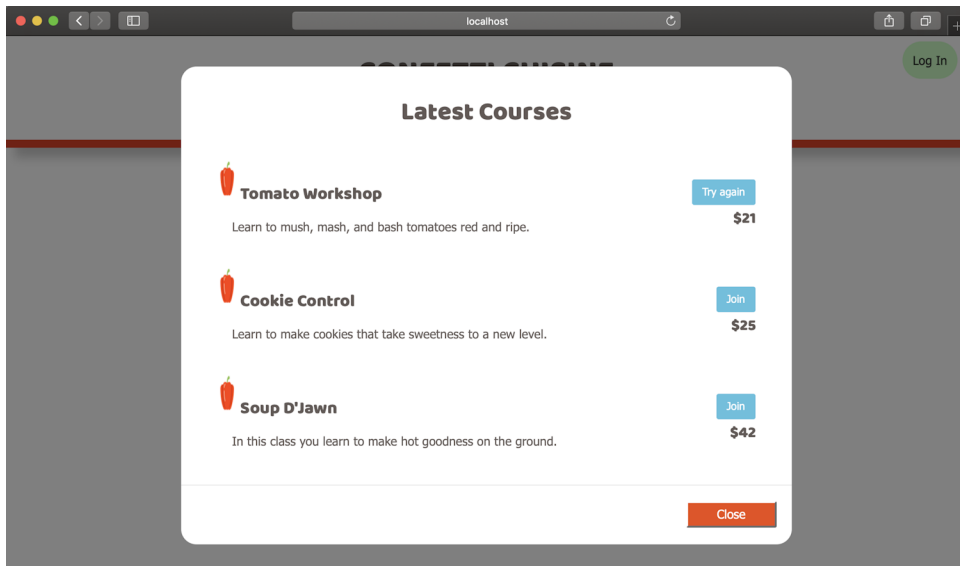 localhost
Log In
Latest Courses
Tomato Workshop
Try again
$21
Learn to mush, mash, and bash tomatoes red and ripe.
Cookie Control
Join
$25
Learn to make cookies that take sweetness to a new level.
Soup D'Jawn
Join
$42
In this class you learn to make hot goodness on the ground.
Close